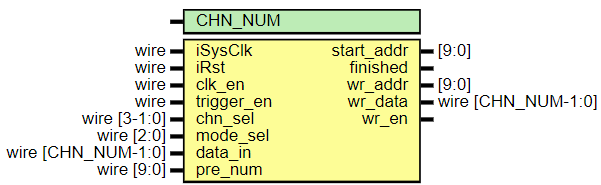 CHN_NUM
wire iSysClk start_addr [9:0]
wire iRst finished
wire clk_en wr_addr [9:0]
wire trigger_en wr_data wire [CHN_NUM-1:0]
wire [3-1:0] chn_sel wr_en
wire [2:0] mode_sel
wire [CHN_NUM-1:0] data_in
wire [9:0] pre_num